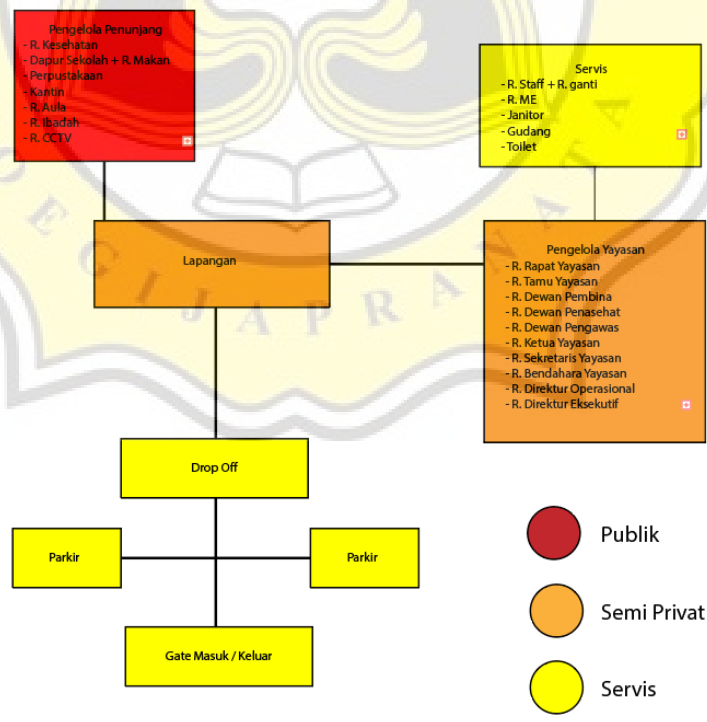 Pengelola Penunjang
- R. Kesehatan
- Dapur Sekolah + R. Makan
- Perpustakaan
- Kantin
- R. Aula
- R. Ibadah
- R. CCTV
Servis
- R. Staff + R. ganti
- R. ME
- Janitor
- Gudang
- Toilet
Lapangan
Pengelola Yayasan
- R. Rapat Yayasan
- R. Tamu Yayasan
- R. Dewan Pembina
- R. Dewan Penasehat
- R. Dewan Pengawas
- R. Ketua Yayasan
- R. Sekretaris Yayasan
- R. Bendahara Yayasan
- R. Direktur Operasional
- R. Direktur Eksekutif
Drop Off
Parkir
Parkir
Gate Masuk / Keluar
Publik
Semi Privat
Servis
EGIJAPRANATA